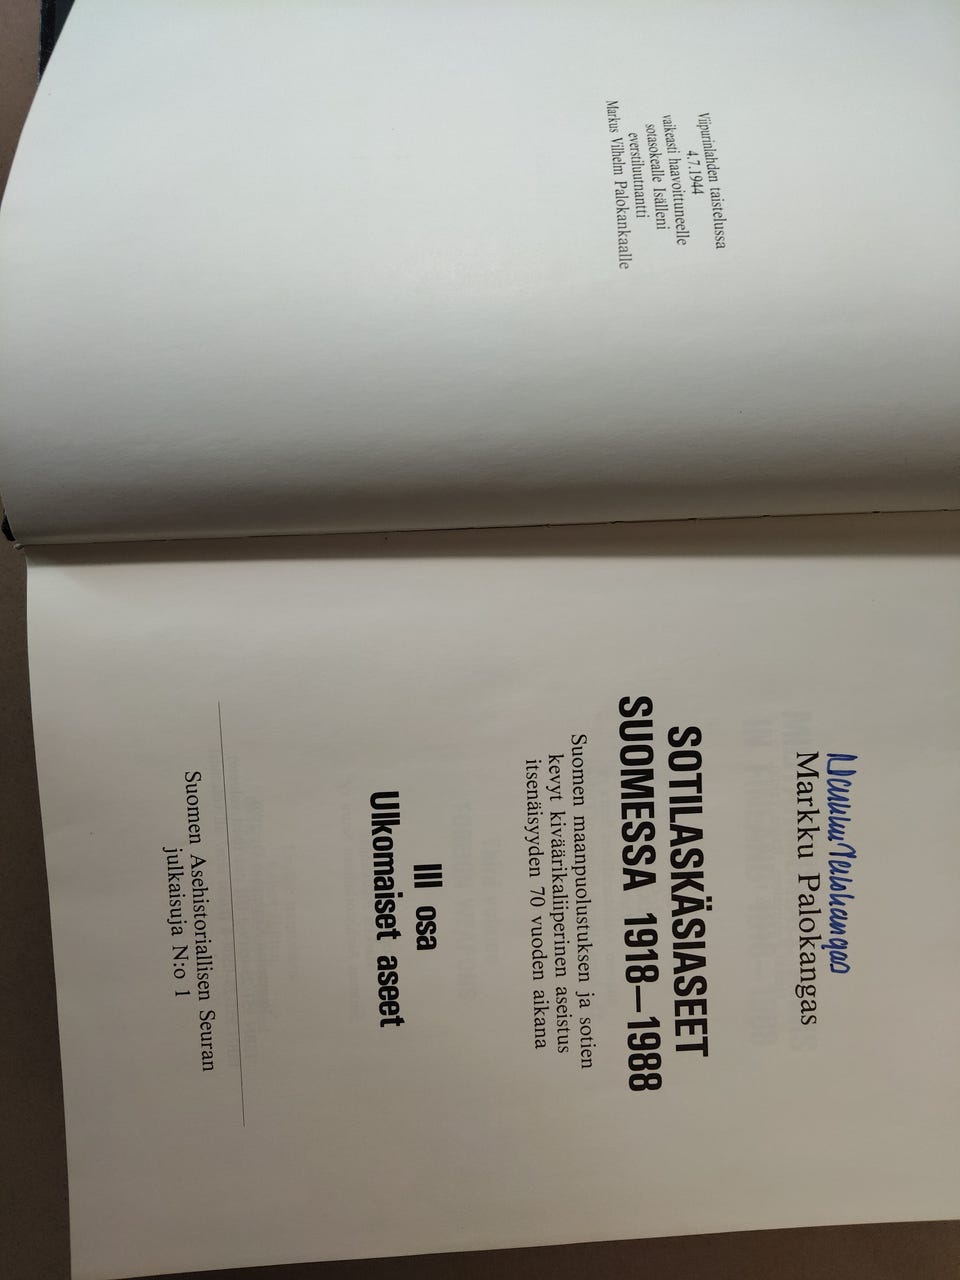 Viipurinlahden taistelussa
4.7.1944
vaikeasti haavoittuneelle
sotasokealle Isälleni
everstiluutnantti
Markus Vilhelm Palokankaalle
Markku Palokangas
Markku Palokangas
SOTILASKÄSIASEET
SUOMESSA 1918—1988
Suomen maanpuolustuksen ja sotien
kevyt kiväärikaliiperinen aseistus
itsenäisyyden 70 vuoden aikana
III osa
Ulkomaiset aseet
Suomen Asehistoriallisen Seuran
julkaisuja N:o 1